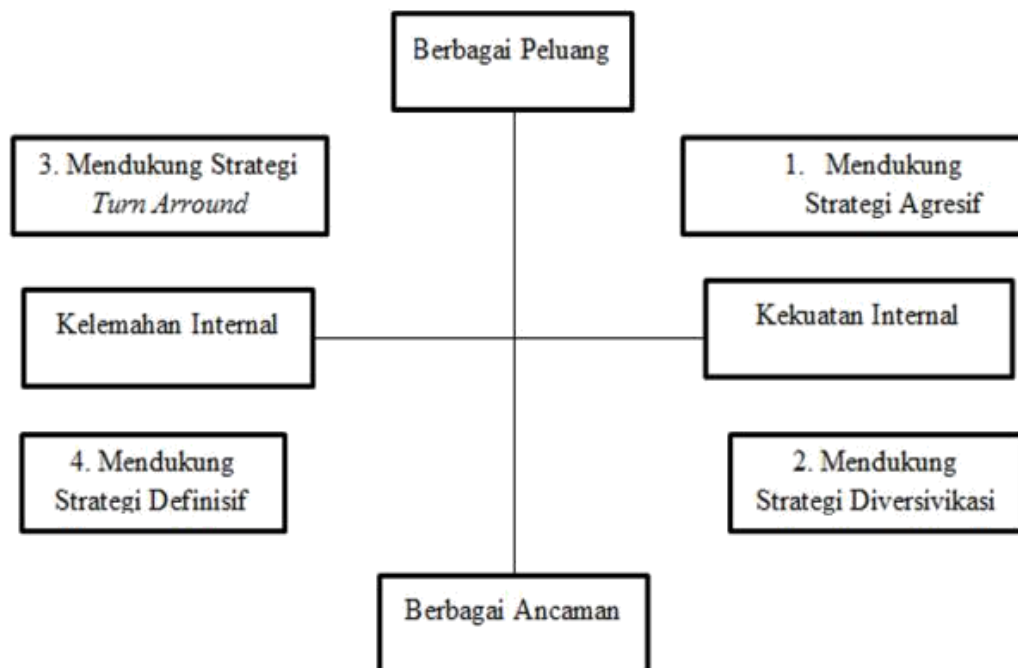 Berbagai Peluang
3. Mendukung Strategi
Turn Arround
1. Mendukung
Strategi Agresif
Kelemahan Internal
Kekuatan Internal
4. Mendukung
Strategi Definisif
2. Mendukung
Strategi Diversivikasi
Berbagai Ancaman